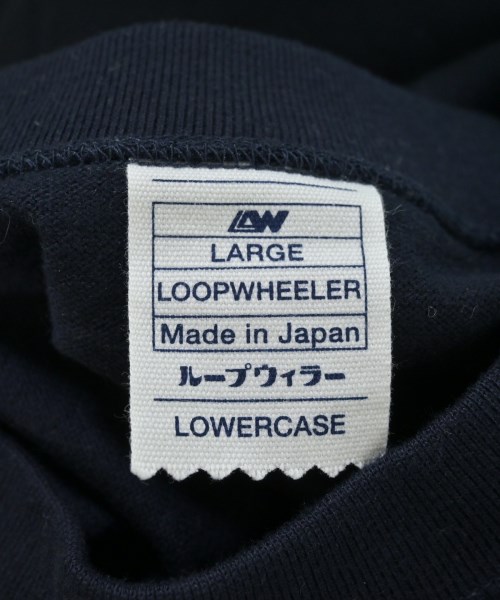 LW
LARGE
LOOPWHEELER
Made in Japan
ループウィラー
LOWERCASE